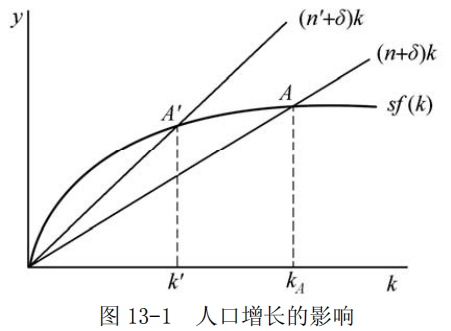 y
(n'+δ)k
(n+δ)k
A'
A
sf(k)
k'
k_A
k
图 13-1 人口增长的影响